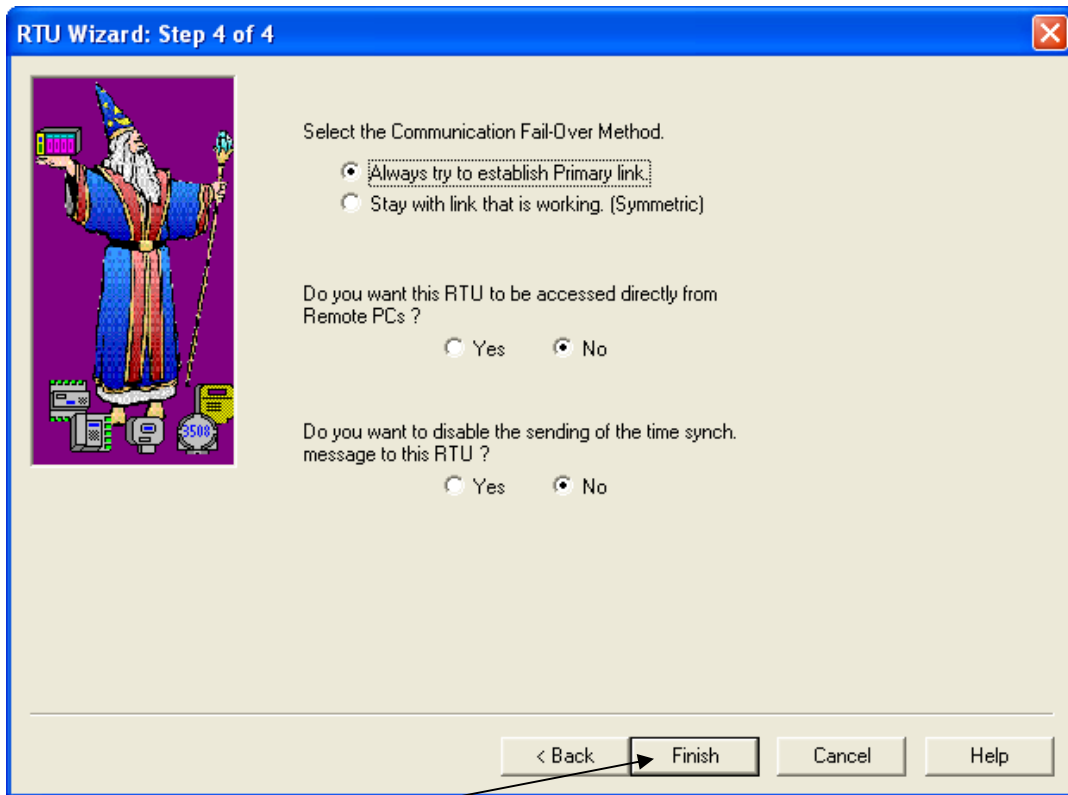 RTU Wizard: Step 4 of 4
Select the Communication Fail-Over Method.
Always try to establish Primary link.
Stay with link that is working. (Symmetric)
Do you want this RTU to be accessed directly from
Remote PCs ?
Yes No
Do you want to disable the sending of the time synch.
message to this RTU ?
Yes No
3508
< Back Finish Cancel Help